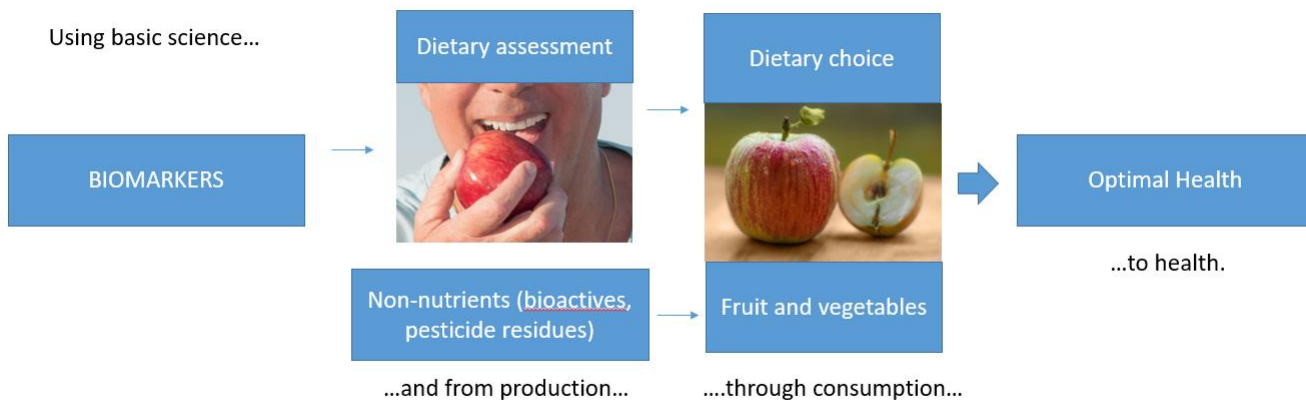 Using basic science…
Dietary assessment
Dietary choice
BIOMARKERS
Optimal Health
…to health.
Non-nutrients (bioactives,
pesticide residues)
Fruit and vegetables
…and from production…
….through consumption…